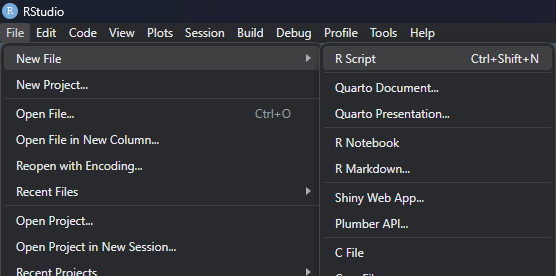 R RStudio
File Edit Code View Plots Session Build Debug Profile Tools Help
New File
New Project...
Open File... Ctrl+O
Open File in New Column...
Reopen with Encoding...
Recent Files
Open Project...
Open Project in New Session...
Recent Projects
R Script Ctrl+Shift+N
Quarto Document...
Quarto Presentation...
R Notebook
R Markdown...
Shiny Web App...
Plumber API...
C File